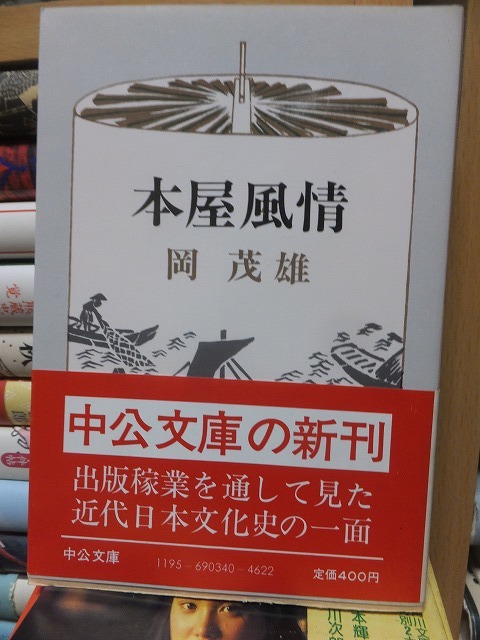 本屋風情
岡 茂雄
中公文庫の新刊
出版稼業を通して見た
近代日本文化史の一面
中公文庫
1195-690340-4622
定価400円